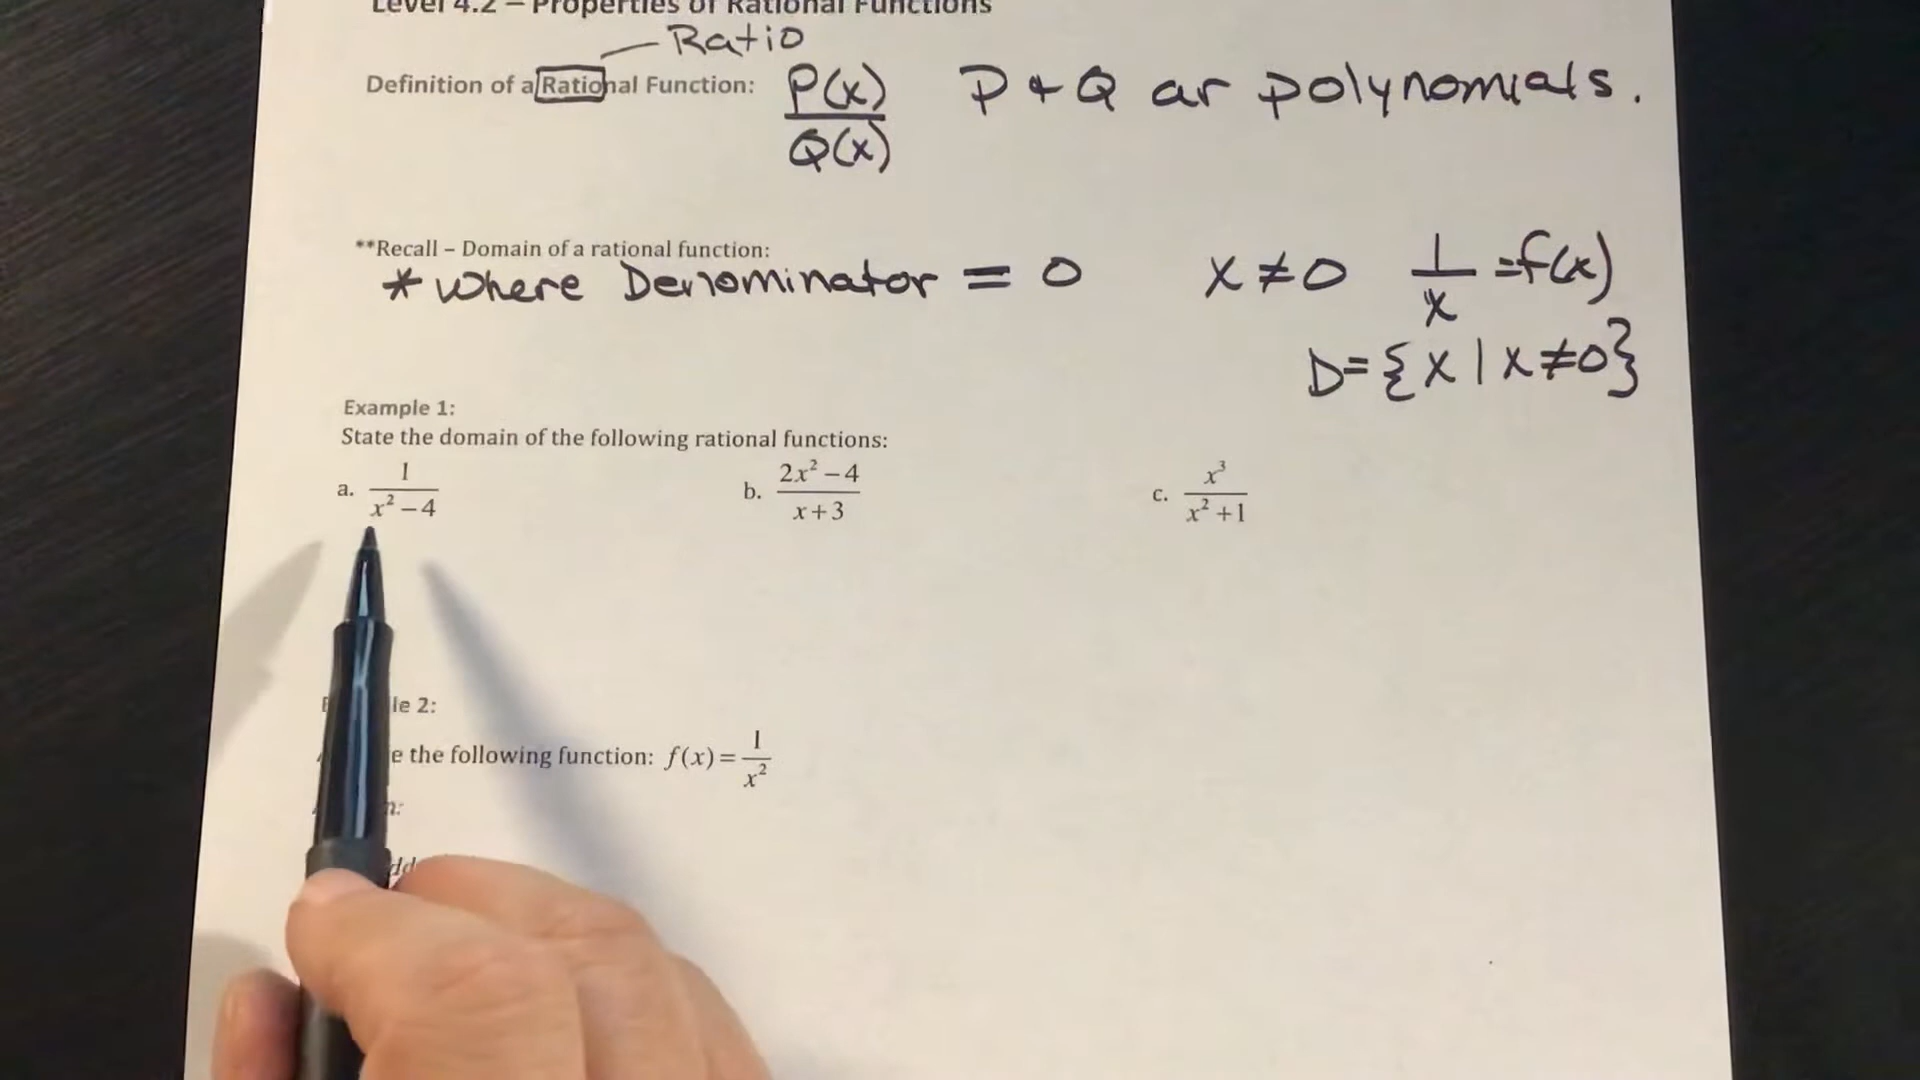 Level 4.2 – Properties of Rational Functions
Ratio
Definition of a Rational Function: P(x)/Q(x) P + Q ar polynomials.
**Recall – Domain of a rational function:
* where Denominator = 0 x ≠ 0 1/x = f(x)
D = {x | x ≠ 0}
Example 1:
State the domain of the following rational functions:
a. 1/(x² – 4) b. (2x² – 4)/(x + 3) c. x³/(x² + 1)
le 2:
e the following function: f(x) = 1/x²